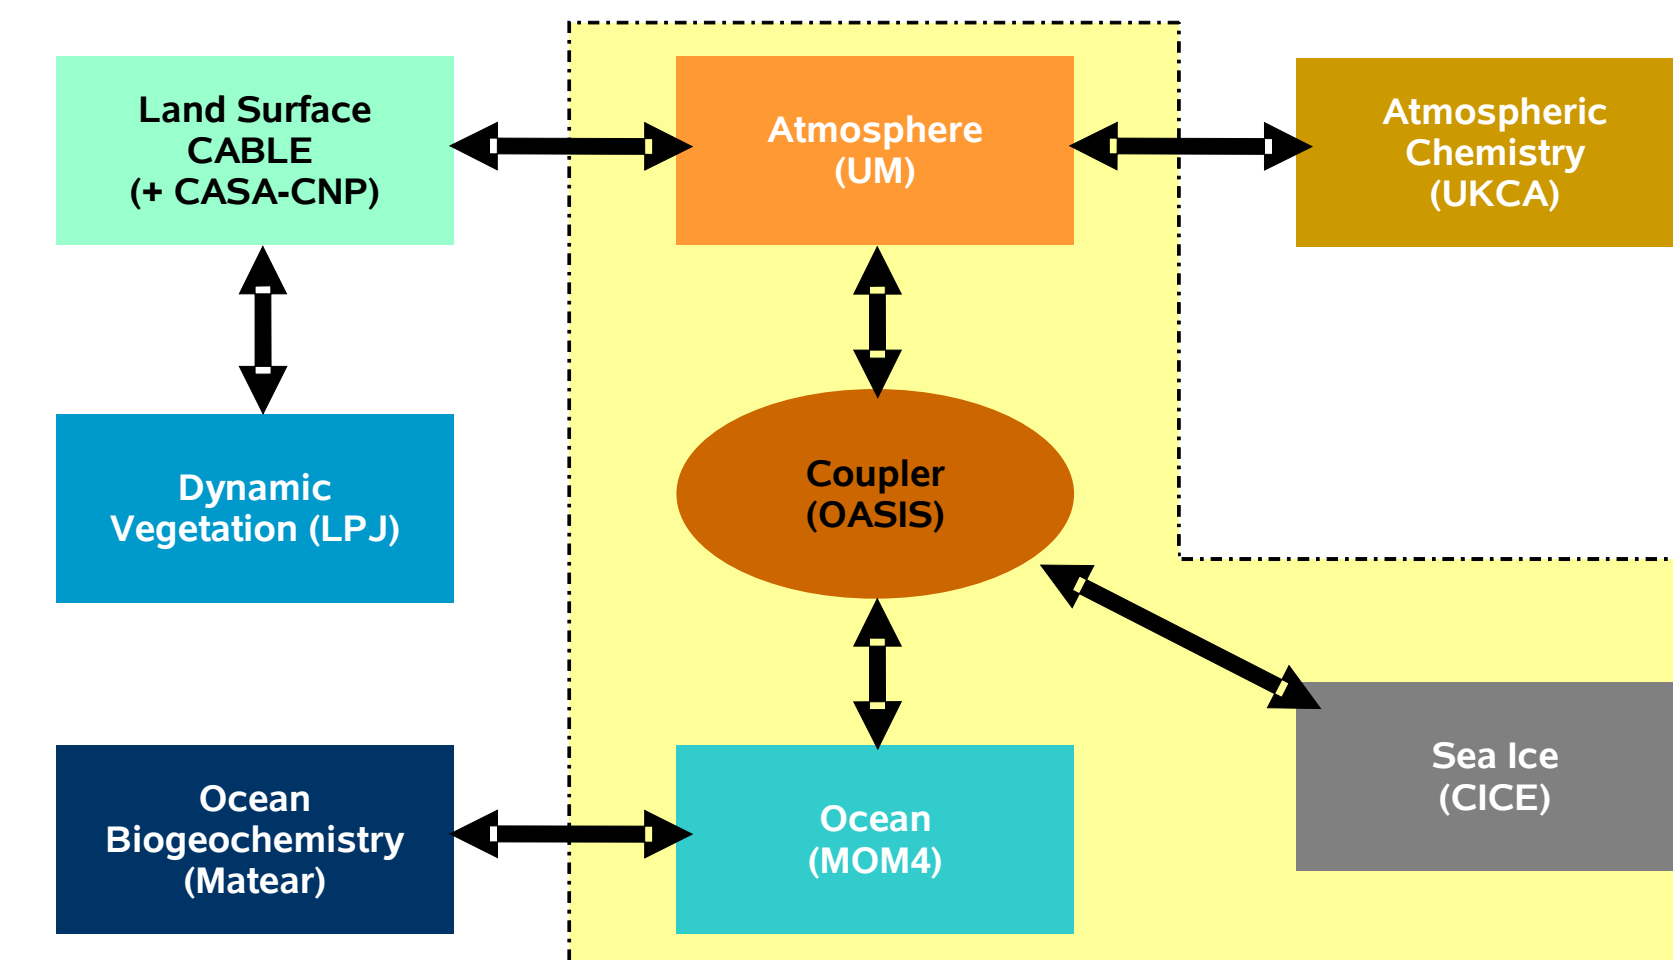 Land Surface
CABLE
(+ CASA-CNP)
Atmosphere
(UM)
Atmospheric
Chemistry
(UKCA)
Dynamic
Vegetation (LPJ)
Coupler
(OASIS)
Ocean
Biogeochemistry
(Matear)
Ocean
(MOM4)
Sea Ice
(CICE)